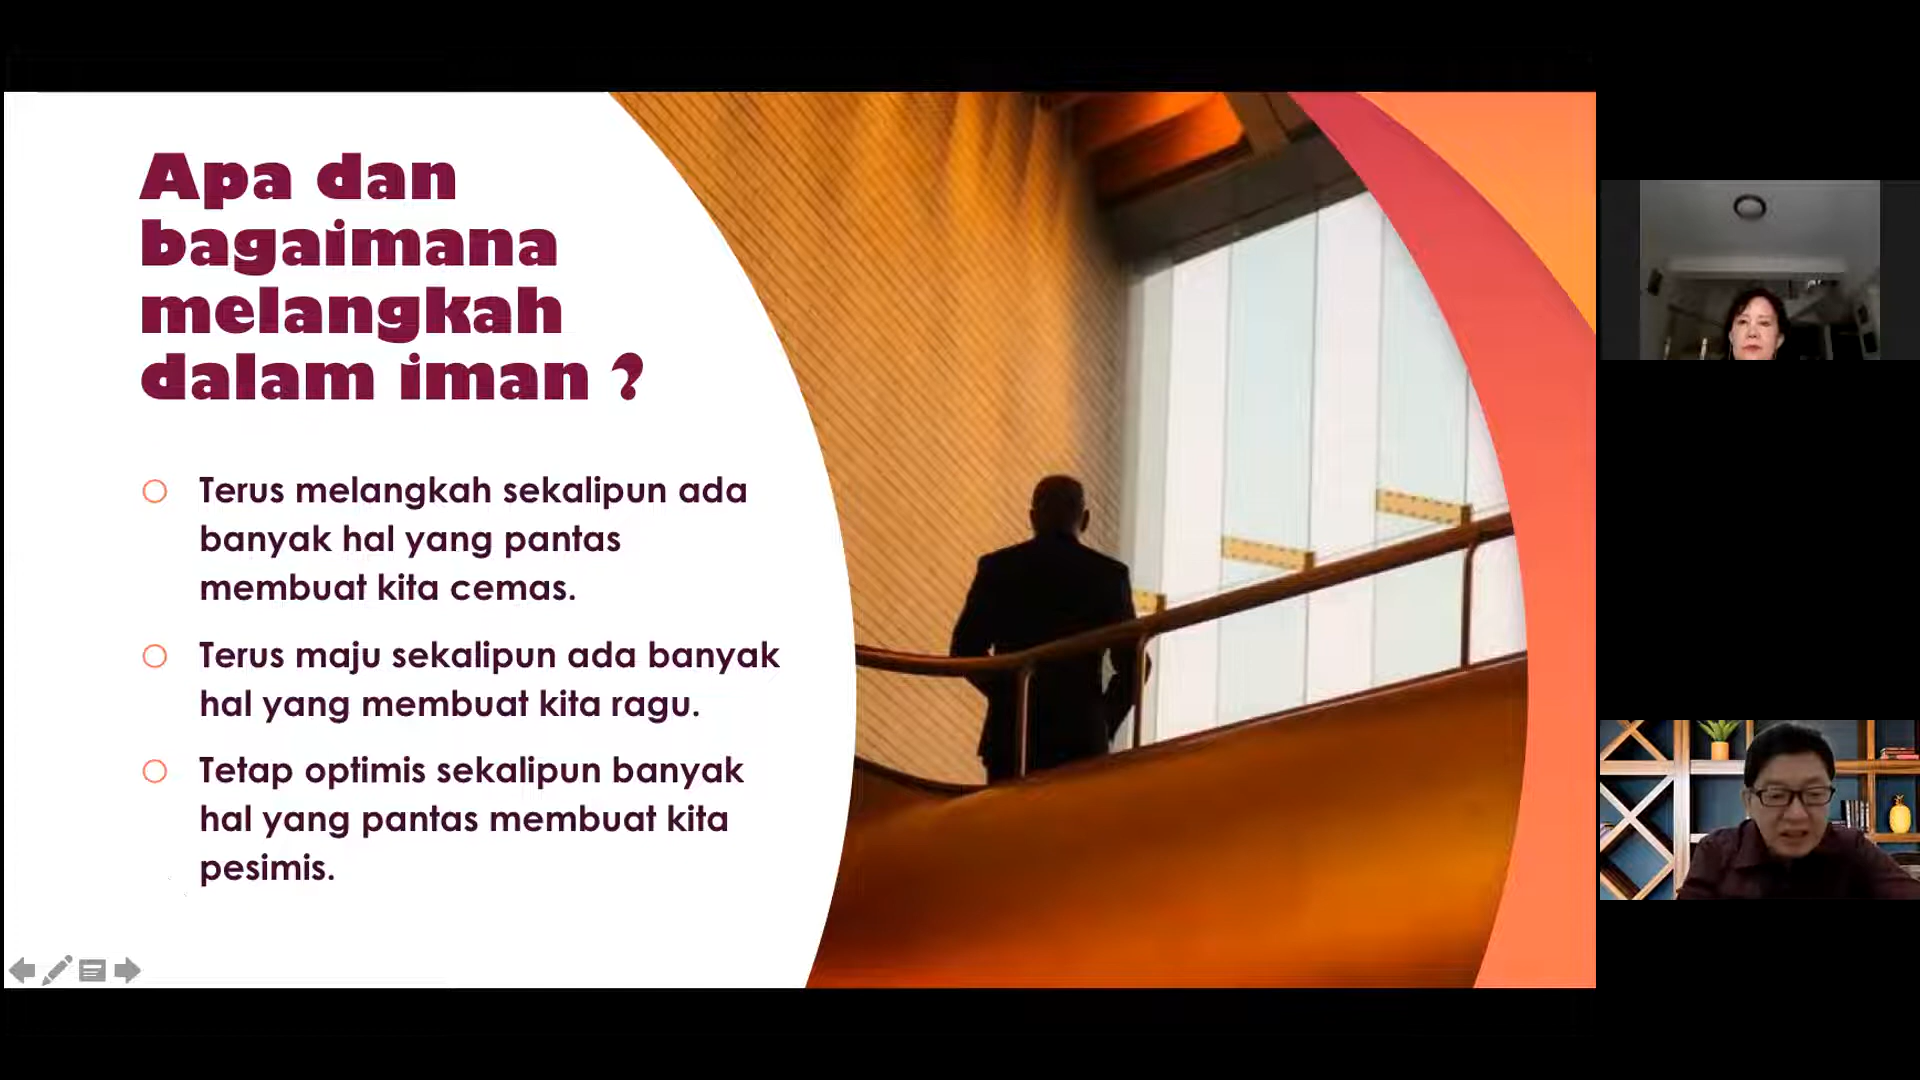 Apa dan
bagaimana
melangkah
dalam iman ?
Terus melangkah sekalipun ada
banyak hal yang pantas
membuat kita cemas.
Terus maju sekalipun ada banyak
hal yang membuat kita ragu.
Tetap optimis sekalipun banyak
hal yang pantas membuat kita
pesimis.